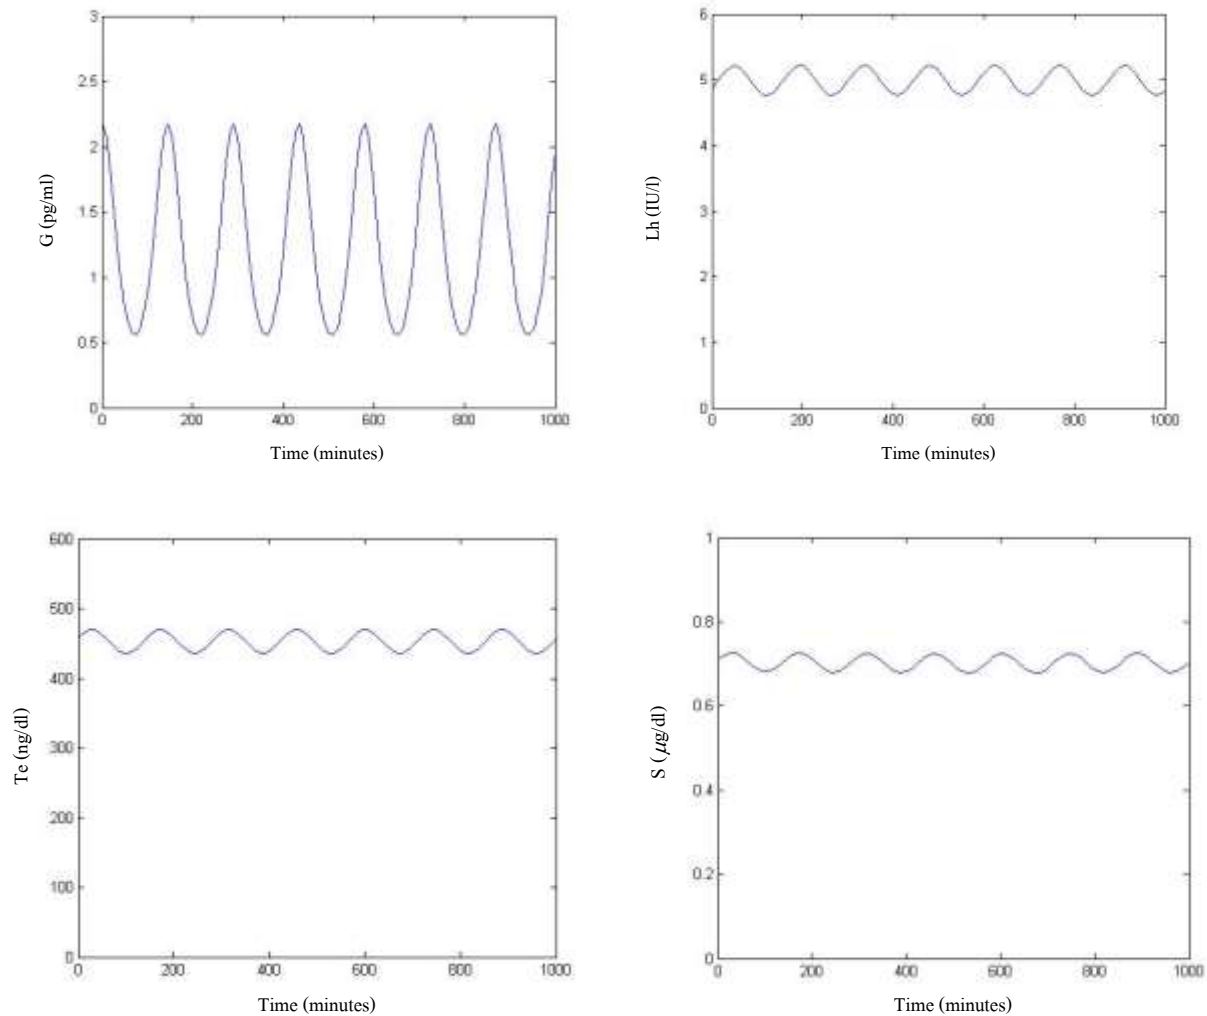 3
2.5
2
1.5
1
0.5
0
G (pg/ml)
0 200 400 600 800 1000
Time (minutes)
6
5
4
3
2
1
0
Lh (IU/l)
0 200 400 600 800 1000
Time (minutes)
600
500
400
300
200
100
0
Te (ng/dl)
0 200 400 600 800 1000
Time (minutes)
1
0.8
0.6
0.4
0.2
0
S (μg/dl)
0 200 400 600 800 1000
Time (minutes)